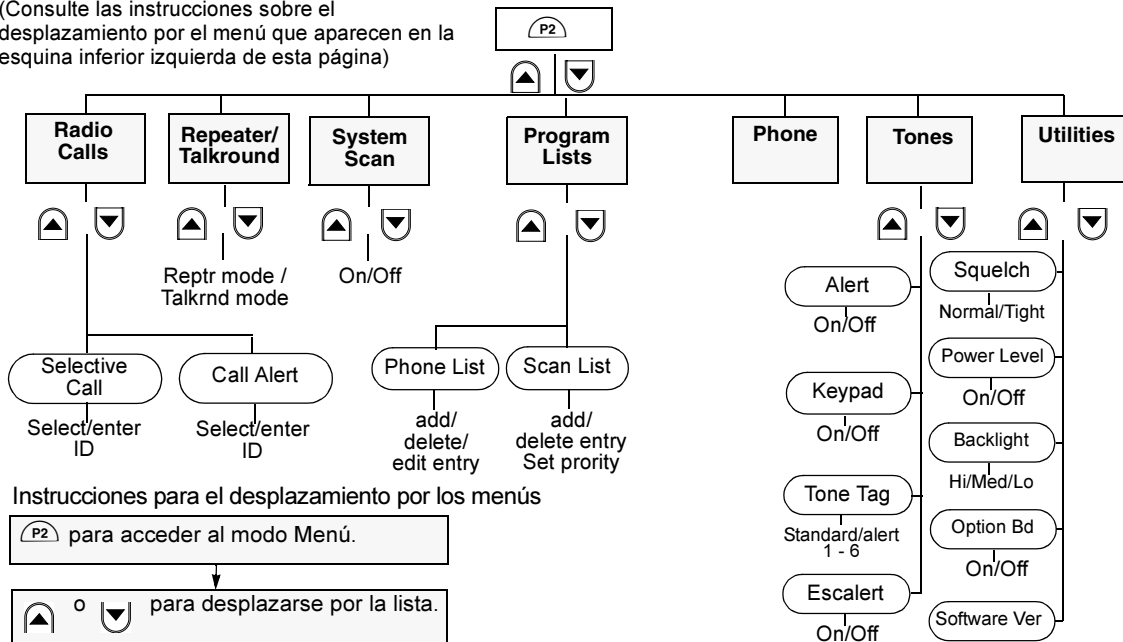 (Consulte las instrucciones sobre el
desplazamiento por el menú que aparecen en la
esquina inferior izquierda de esta página)
P2
Radio
Calls
Repeater/
Talkround
System
Scan
Program
Lists
Phone
Tones
Utilities
Reptr mode /
Talkrnd mode
On/Off
Selective
Call
Select/enter
ID
Call Alert
Select/enter
ID
Phone List
add/
delete/
edit entry
Scan List
add/
delete entry
Set prority
Alert
On/Off
Keypad
On/Off
Tone Tag
Standard/alert
1 - 6
Escalert
On/Off
Squelch
Normal/Tight
Power Level
On/Off
Backlight
Hi/Med/Lo
Option Bd
On/Off
Software Ver
Instrucciones para el desplazamiento por los menús
P2 para acceder al modo Menú.
o para desplazarse por la lista.